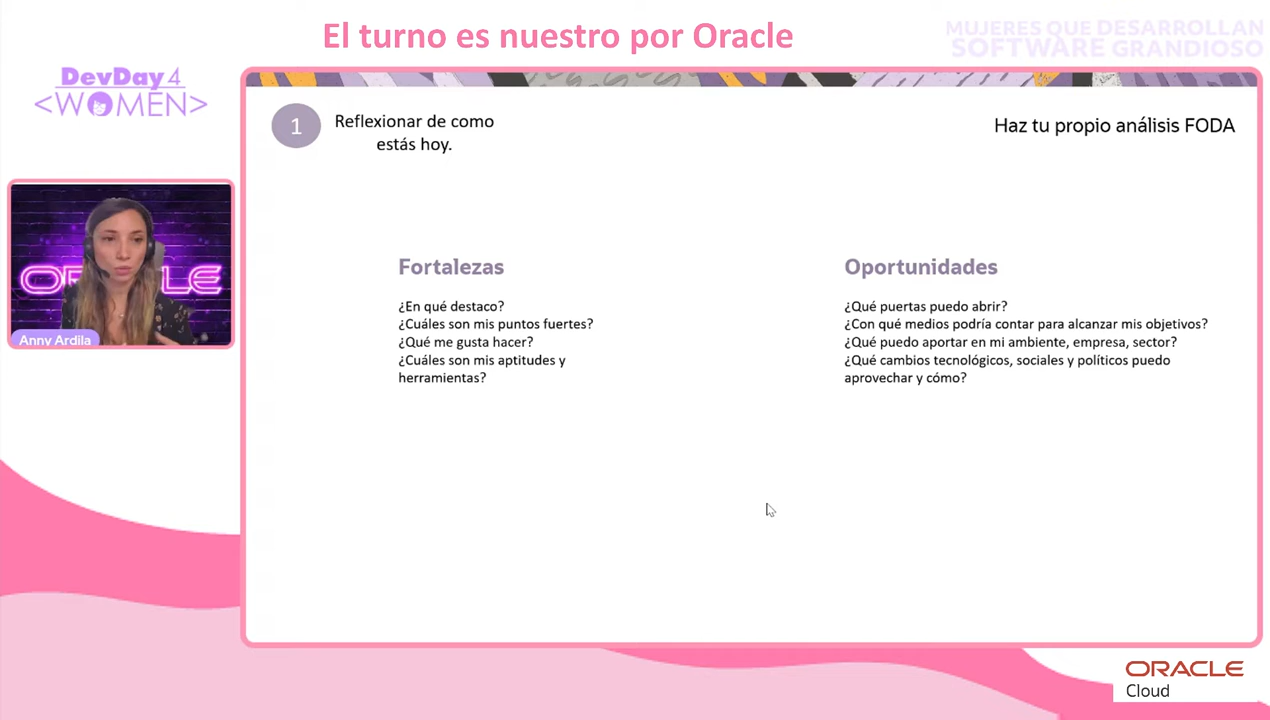 El turno es nuestro por Oracle
MUJERES QUE DESARROLLAN
SOFTWARE GRANDIOSO
DevDay 4
<WOMEN>
1
Reflexionar de como
estás hoy.
Haz tu propio análisis FODA
ORACLE
Anny Ardila
Fortalezas
¿En qué destaco?
¿Cuáles son mis puntos fuertes?
¿Qué me gusta hacer?
¿Cuáles son mis aptitudes y
herramientas?
Oportunidades
¿Qué puertas puedo abrir?
¿Con qué medios podría contar para alcanzar mis objetivos?
¿Qué puedo aportar en mi ambiente, empresa, sector?
¿Qué cambios tecnológicos, sociales y políticos puedo
aprovechar y cómo?
ORACLE
Cloud